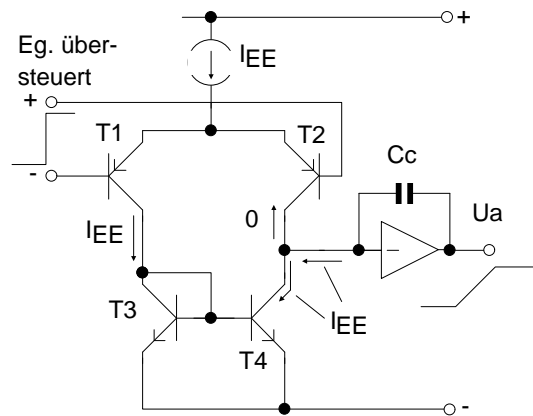 +
Eg. über-
steuert
IEE
+
T1
T2
-
Cc
Ua
IEE
0
-
T3
IEE
T4
-